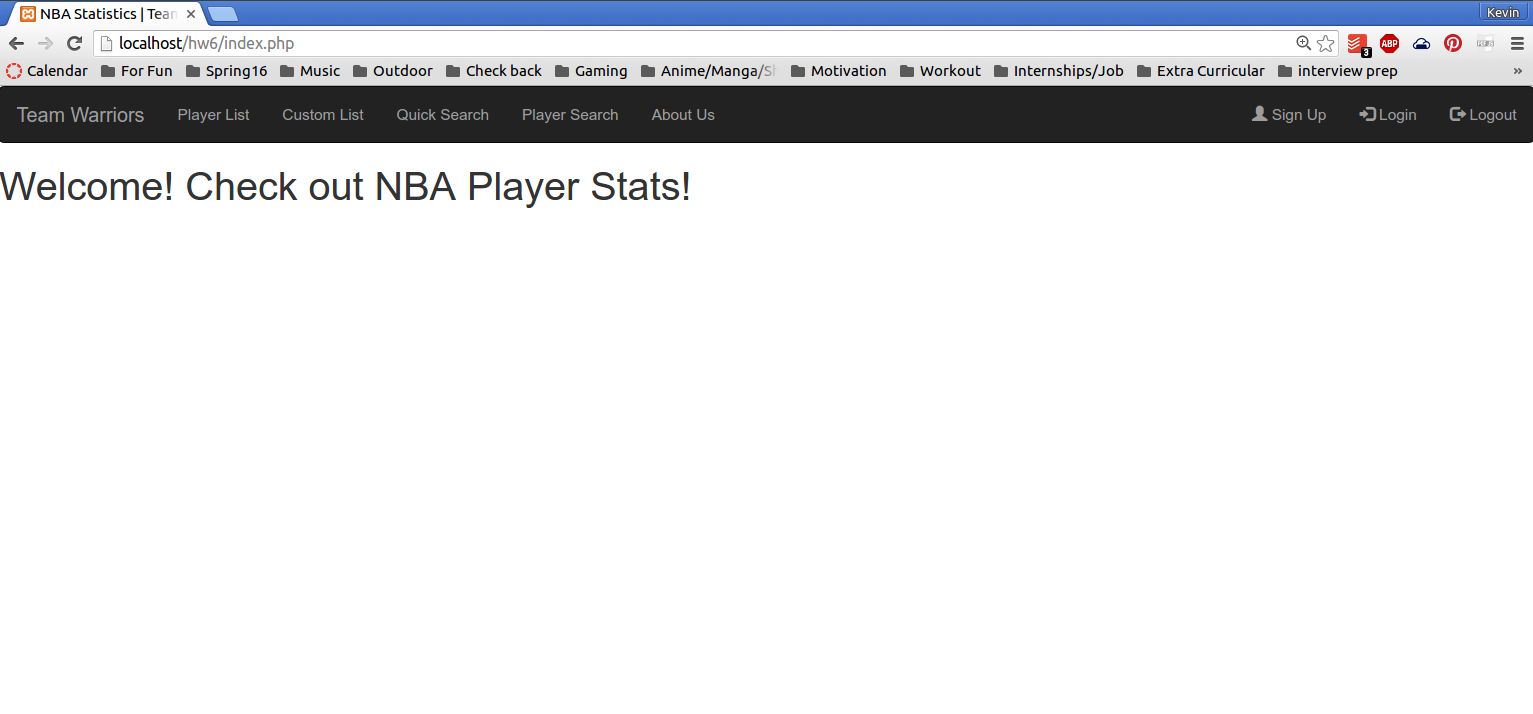 NBA Statistics | Tean
Kevin
localhost/hw6/index.php
3 ABP
Calendar For Fun Spring16 Music Outdoor Check back Gaming Anime/Manga/Sh Motivation Workout Internships/Job Extra Curricular interview prep »
Team Warriors Player List Custom List Quick Search Player Search About Us Sign Up Login Logout
Welcome! Check out NBA Player Stats!